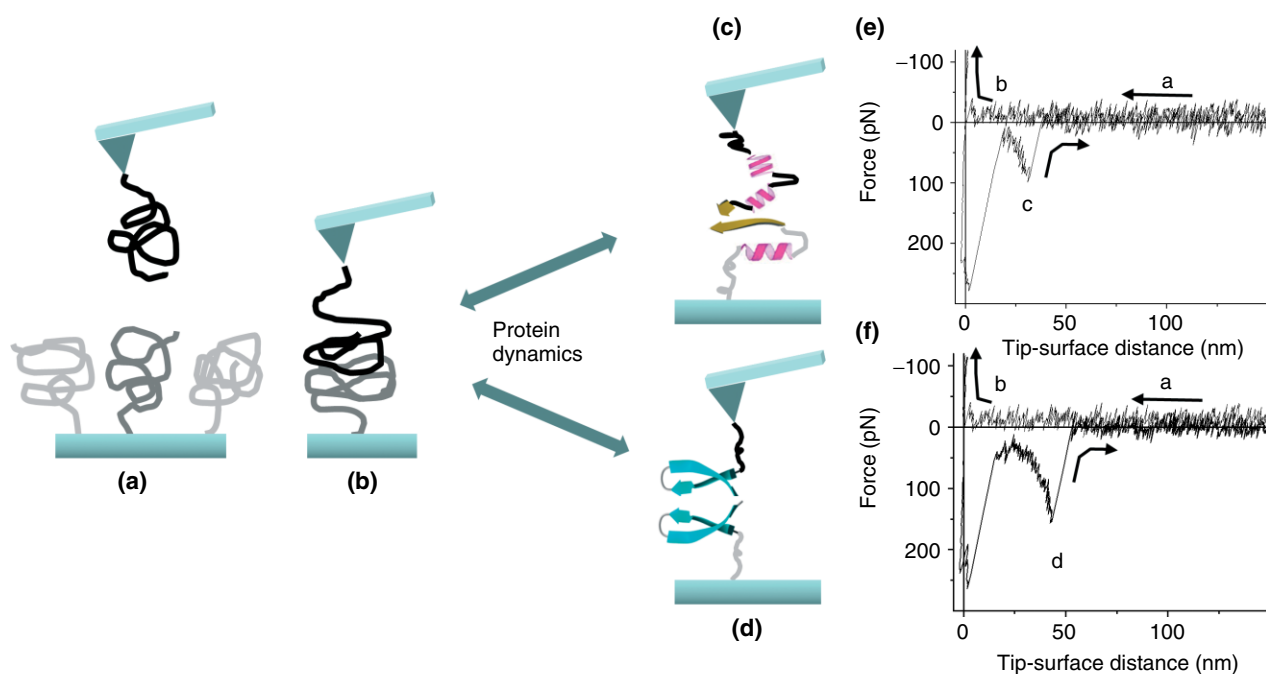 (a)
(b)
Protein
dynamics
(c)
(d)
(e)
−100
0
100
200
Force (pN)
b
a
c
0
50
100
Tip-surface distance (nm)
(f)
−100
0
100
200
Force (pN)
b
a
d
0
50
100
Tip-surface distance (nm)